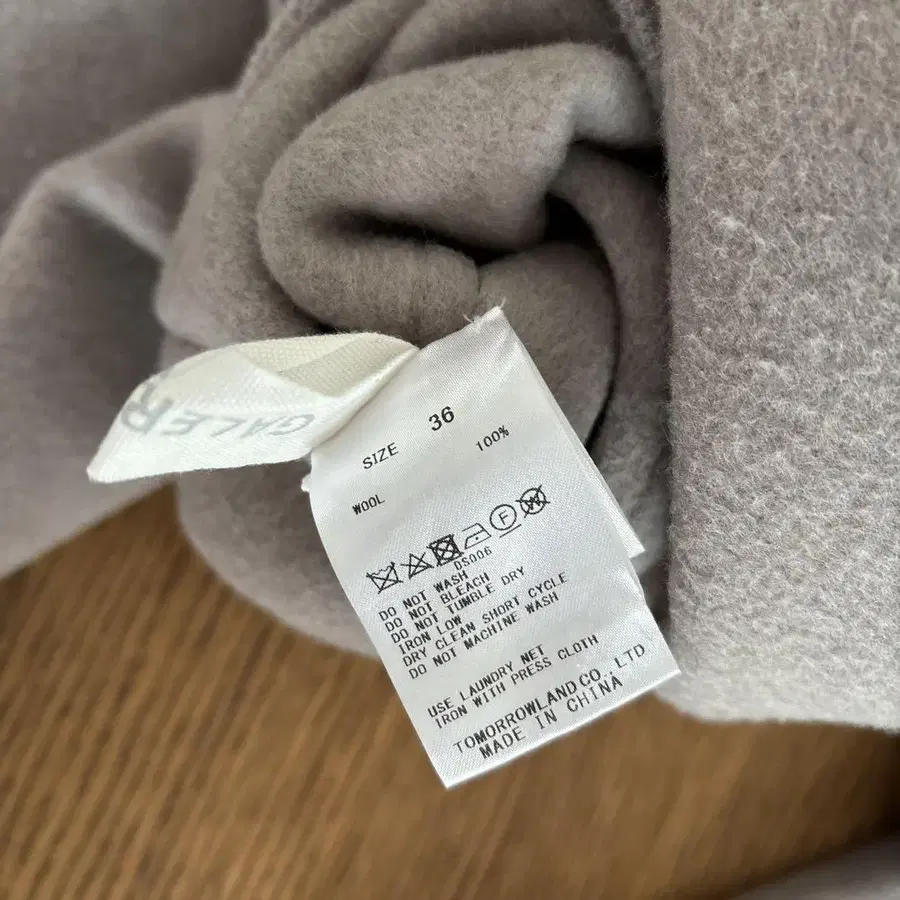 GALER
SIZE 36
WOOL 100%
F
DS006
DO NOT WASH
DO NOT BLEACH
DO NOT TUMBLE DRY
IRON LOW
DRY CLEAN SHORT CYCLE
DO NOT MACHINE WASH
USE LAUNDRY NET
IRON WITH PRESS CLOTH
TOMORROWLAND CO., LTD
MADE IN CHINA